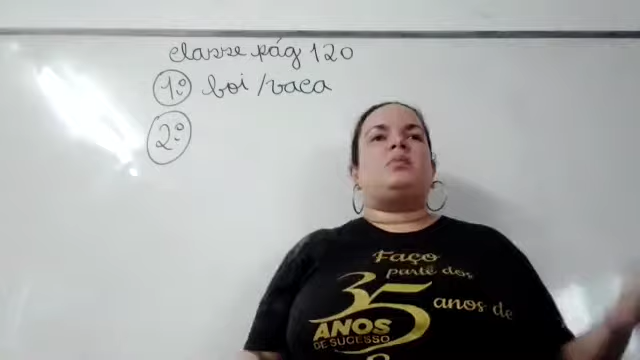 classe pág 120
1º boi / vaca
2º
Faço
parte dos
35 anos de
ANOS
DE SUCESSO